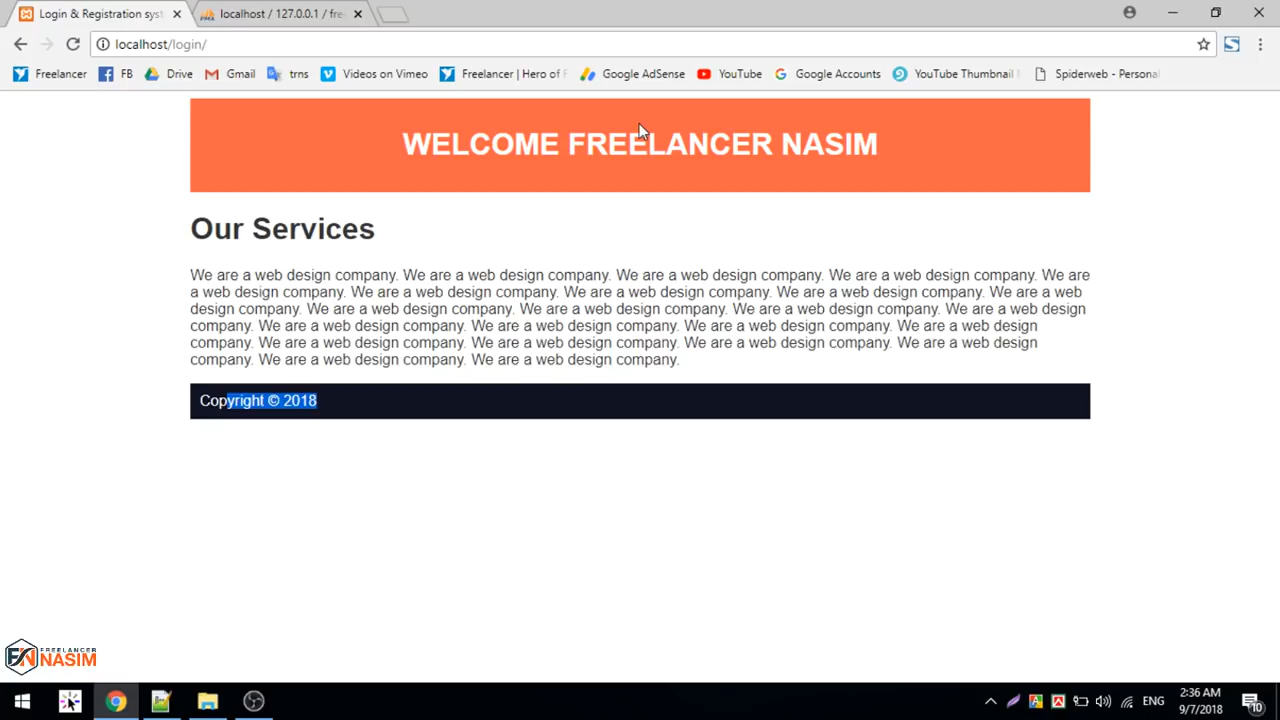 Login & Registration syst
localhost / 127.0.0.1 / fre
localhost/login/
Freelancer FB Drive Gmail trns Videos on Vimeo Freelancer | Hero of F Google AdSense YouTube Google Accounts YouTube Thumbnail Spiderweb - Personal
WELCOME FREELANCER NASIM
Our Services
We are a web design company. We are a web design company. We are a web design company. We are a web design company. We are
a web design company. We are a web design company. We are a web design company. We are a web design company. We are a web
design company. We are a web design company. We are a web design company. We are a web design company. We are a web design
company. We are a web design company. We are a web design company. We are a web design company. We are a web design
company. We are a web design company. We are a web design company. We are a web design company. We are a web design
company. We are a web design company. We are a web design company.
Copyright © 2018
FREELANCER
NASIM
ENG
2:36 AM
9/7/2018
10